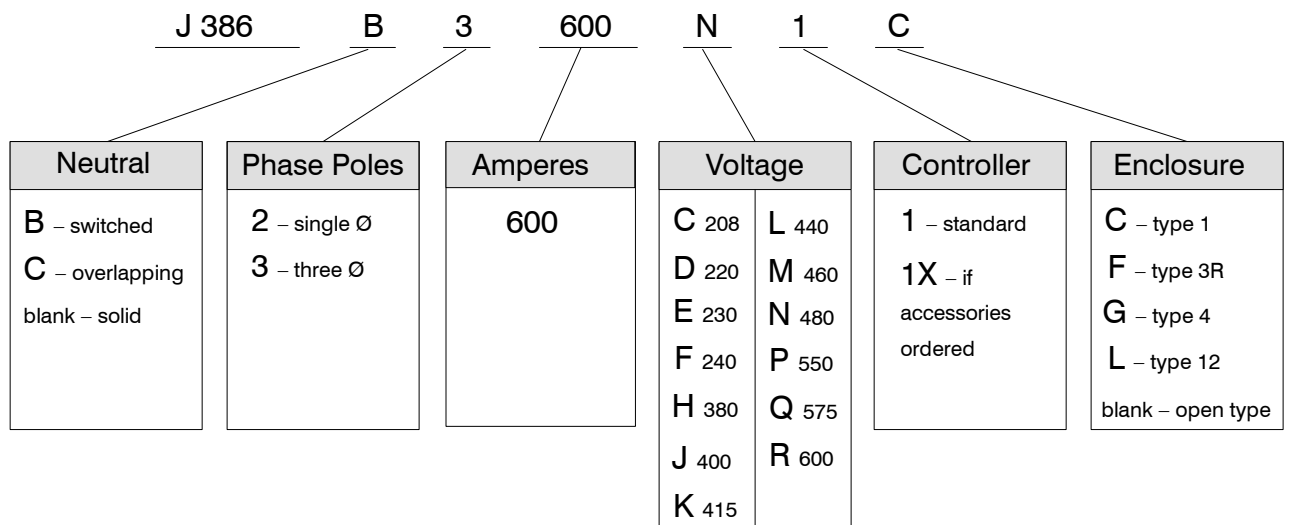 J 386 B 3 600 N 1 C
Neutral
B – switched
C – overlapping
blank – solid
Phase Poles
2 – single Ø
3 – three Ø
Amperes
600
Voltage
C 208
D 220
E 230
F 240
H 380
J 400
K 415
L 440
M 460
N 480
P 550
Q 575
R 600
Controller
1 – standard
1X – if
accessories
ordered
Enclosure
C – type 1
F – type 3R
G – type 4
L – type 12
blank – open type